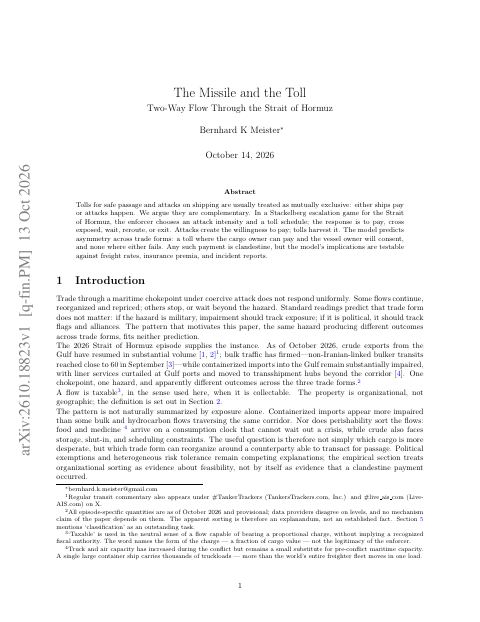 The Missile and the Toll
Two-Way Flow Through the Strait of Hormuz
Bernhard K Meister*
October 14, 2026
arXiv:2610.18823v1 [q-fin.PM] 13 Oct 2026
Abstract
Tolls for safe passage and attacks on shipping are usually treated as mutually exclusive: either ships pay
or attacks happen. We argue they are complementary. In a Stackelberg escalation game for the Strait
of Hormuz, the enforcer chooses an attack intensity and a toll schedule; the response is to pay, cross
exposed, wait, reroute, or exit. Attacks create the willingness to pay; tolls harvest it. The model predicts
asymmetry across trade forms: a toll where the cargo owner can pay and the vessel owner will consent,
and none where either fails. Any such payment is clandestine, but the model's implications are testable
against freight rates, insurance premia, and incident reports.
1 Introduction
Trade through a maritime chokepoint under coercive attack does not respond uniformly. Some flows continue,
reorganized and repriced; others stop, or wait beyond the hazard. Standard readings predict that trade form
does not matter: if the hazard is military, impairment should track exposure; if it is political, it should track
flags and alliances. The pattern that motivates this paper, the same hazard producing different outcomes
across trade forms, fits neither prediction.
The 2026 Strait of Hormuz episode supplies the instance. As of October 2026, crude exports from the
Gulf have resumed in substantial volume [1, 2]1; bulk traffic has firmed—non-Iranian-linked bulker transits
reached close to 60 in September [3]—while containerized imports into the Gulf remain substantially impaired,
with liner services curtailed at Gulf ports and moved to transshipment hubs beyond the corridor [4]. One
chokepoint, one hazard, and apparently different outcomes across the three trade forms.2
A flow is taxable3, in the sense used here, when it is collectable. The property is organizational, not
geographic; the definition is set out in Section 2.
The pattern is not naturally summarized by exposure alone. Containerized imports appear more impaired
than some bulk and hydrocarbon flows traversing the same corridor. Nor does perishability sort the flows:
food and medicine 4 arrive on a consumption clock that cannot wait out a crisis, while crude also faces
storage, shut-in, and scheduling constraints. The useful question is therefore not simply which cargo is more
desperate, but which trade form can reorganize around a counterparty able to transact for passage. Political
exemptions and heterogeneous risk tolerance remain competing explanations; the empirical section treats
organizational sorting as evidence about feasibility, not by itself as evidence that a clandestine payment
occurred.
*bernhard.k.meister@gmail.com
1Regular transit commentary also appears under @TankerTrackers (TankerTrackers.com, Inc.) and @live_ais_com (Live-
AIS.com) on X.
2All episode-specific quantities are as of October 2026 and provisional; data providers disagree on levels, and no mechanism
claim of the paper depends on them. The apparent sorting is therefore an explanandum, not an established fact. Section 5
mentions 'classification' as an outstanding task.
3'Taxable' is used in the neutral sense of a flow capable of bearing a proportional charge, without implying a recognized
fiscal authority. The word names the form of the charge — a fraction of cargo value — not the legitimacy of the enforcer.
4Truck and air capacity has increased during the conflict but remains a small substitute for pre-conflict maritime capacity.
A single large container ship carries thousands of truckloads — more than the world's entire freighter fleet moves in one load.
1